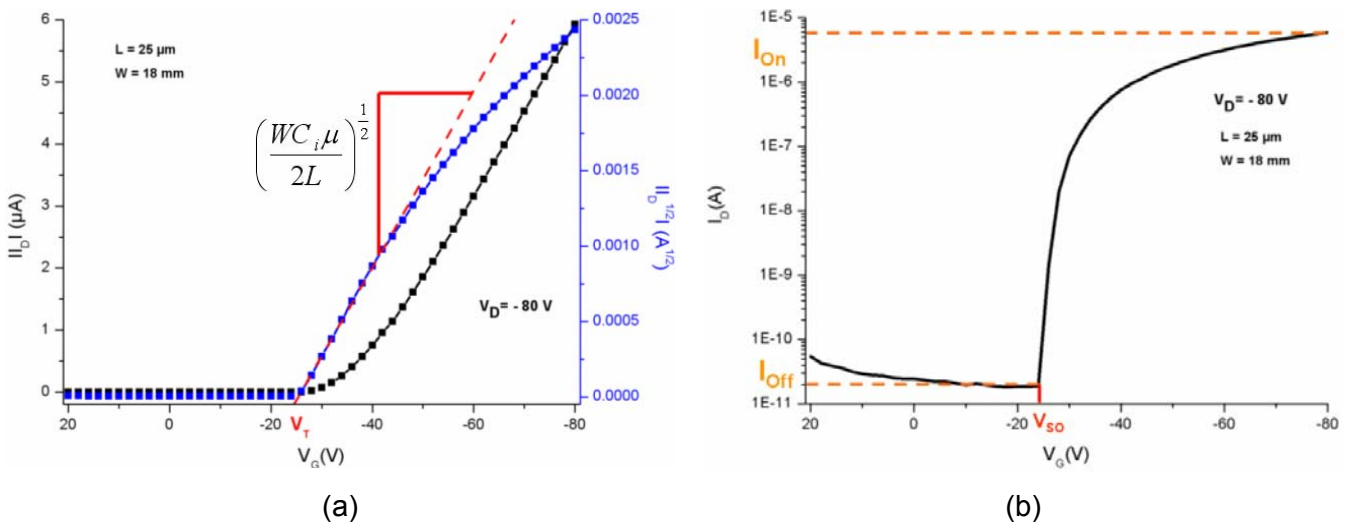 6
5
4
3
2
1
0
II_D I (µA)
L = 25 µm
W = 18 mm
(WC_i µ / 2L)^{1/2}
V_D= - 80 V
0.0025
0.0020
0.0015
0.0010
0.0005
0.0000
II_D^{1/2} I (A^{1/2})
20 0 -20 -40 -60 -80
V_T
V_G(V)
(a)
1E-5
1E-6
1E-7
1E-8
1E-9
1E-10
1E-11
I_D(A)
I_On
V_D= - 80 V
L = 25 µm
W = 18 mm
I_Off
V_SO
20 0 -20 -40 -60 -80
V_G(V)
(b)